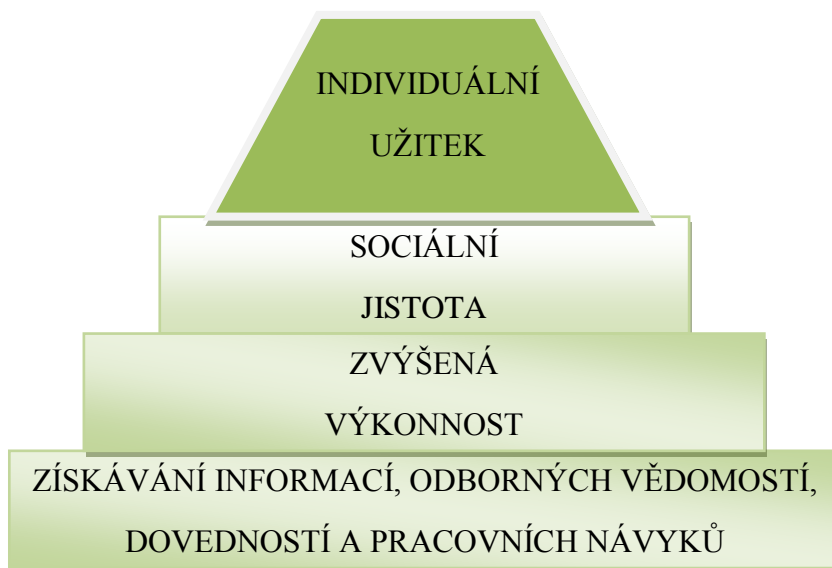 INDIVIDUÁLNÍ
UŽITEK
SOCIÁLNÍ
JISTOTA
ZVÝŠENÁ
VÝKONNOST
ZÍSKÁVÁNÍ INFORMACÍ, ODBORNÝCH VĚDOMOSTÍ,
DOVEDNOSTÍ A PRACOVNÍCH NÁVYKŮ